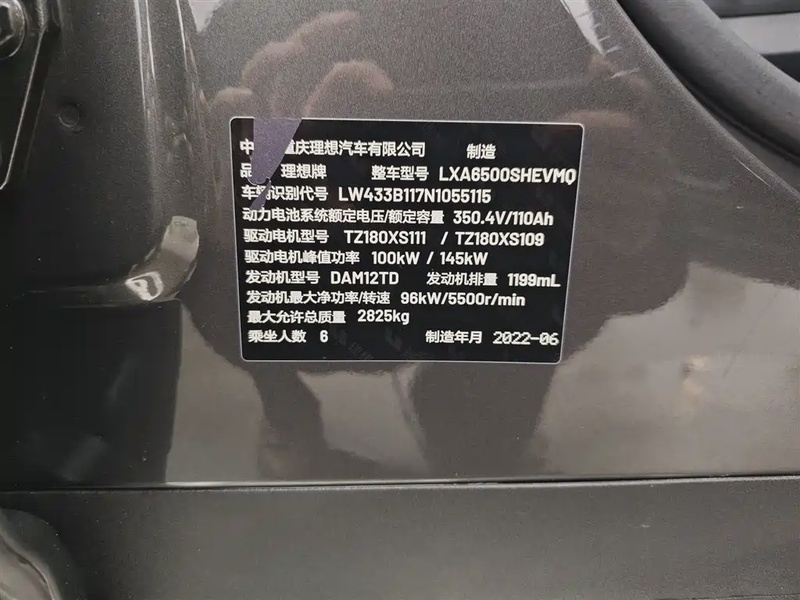 中 重庆理想汽车有限公司 制造
品 理想牌 整车型号 LXA6500SHEVM0
车辆识别代号 LW433B117N1055115
动力电池系统额定电压/额定容量 350.4V/110Ah
驱动电机型号 TZ180XS111 / TZ180XS109
驱动电机峰值功率 100kW / 145kW
发动机型号 DAM12TD 发动机排量 1199mL
发动机最大净功率/转速 96kW/5500r/min
最大允许总质量 2825kg
乘坐人数 6 制造年月 2022-06